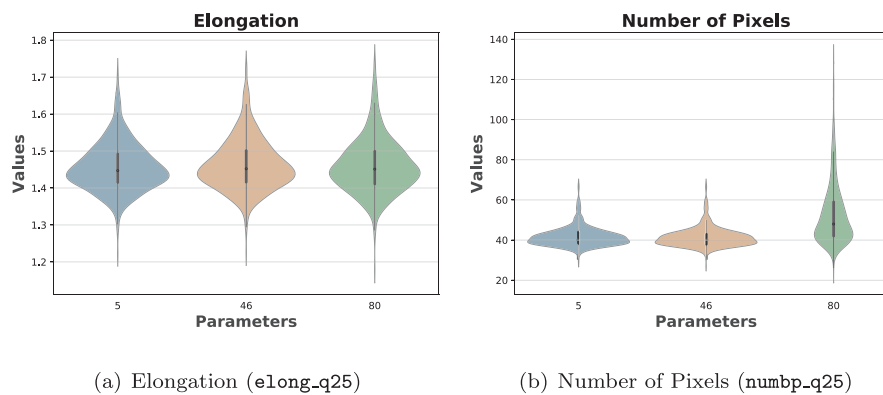 Elongation
Values
1.8
1.7
1.6
1.5
1.4
1.3
1.2
5 46 80
Parameters
(a) Elongation (elong_q25)
Number of Pixels
Values
140
120
100
80
60
40
20
5 46 80
Parameters
(b) Number of Pixels (numbp_q25)